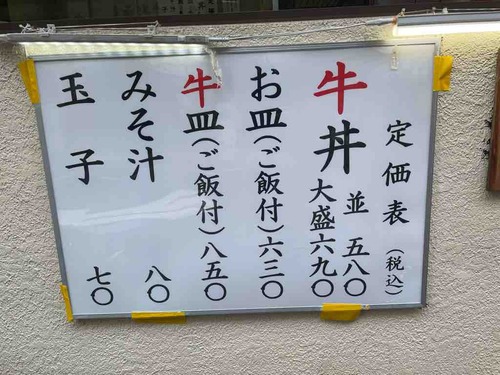 定価表（税込）
牛丼 並 五八〇
大盛六九〇
お皿（ご飯付）六三〇
牛皿（ご飯付）八五〇
みそ汁 八〇
玉子 七〇